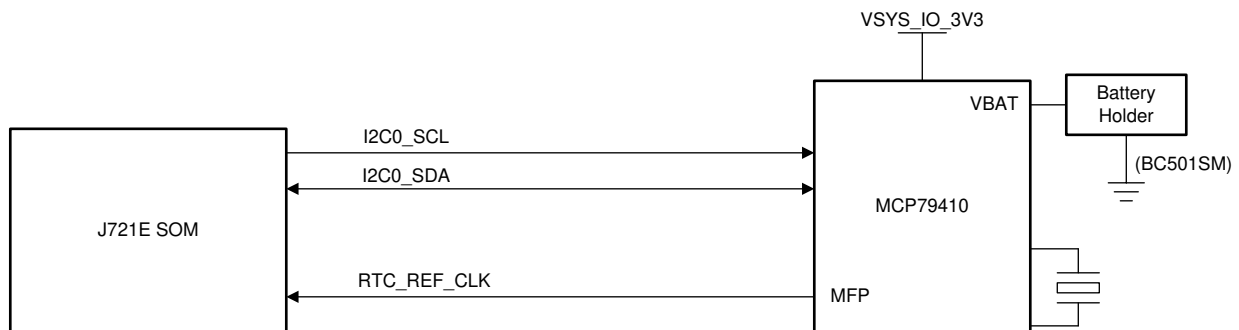 VSYS_IO_3V3
VBAT
Battery
Holder
I2C0_SCL
(BC501SM)
I2C0_SDA
MCP79410
J721E SOM
RTC_REF_CLK
MFP